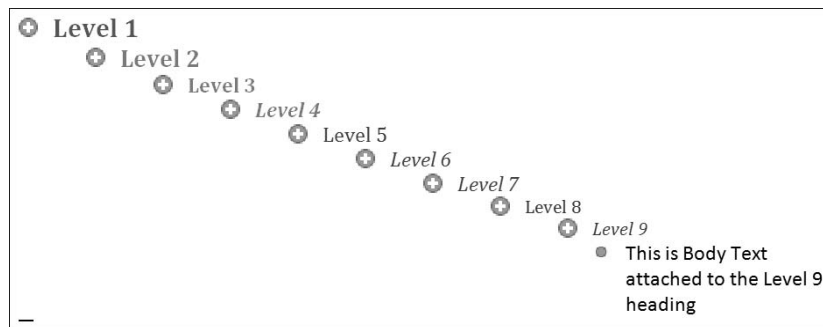 Level 1
Level 2
Level 3
Level 4
Level 5
Level 6
Level 7
Level 8
Level 9
This is Body Text
attached to the Level 9
heading